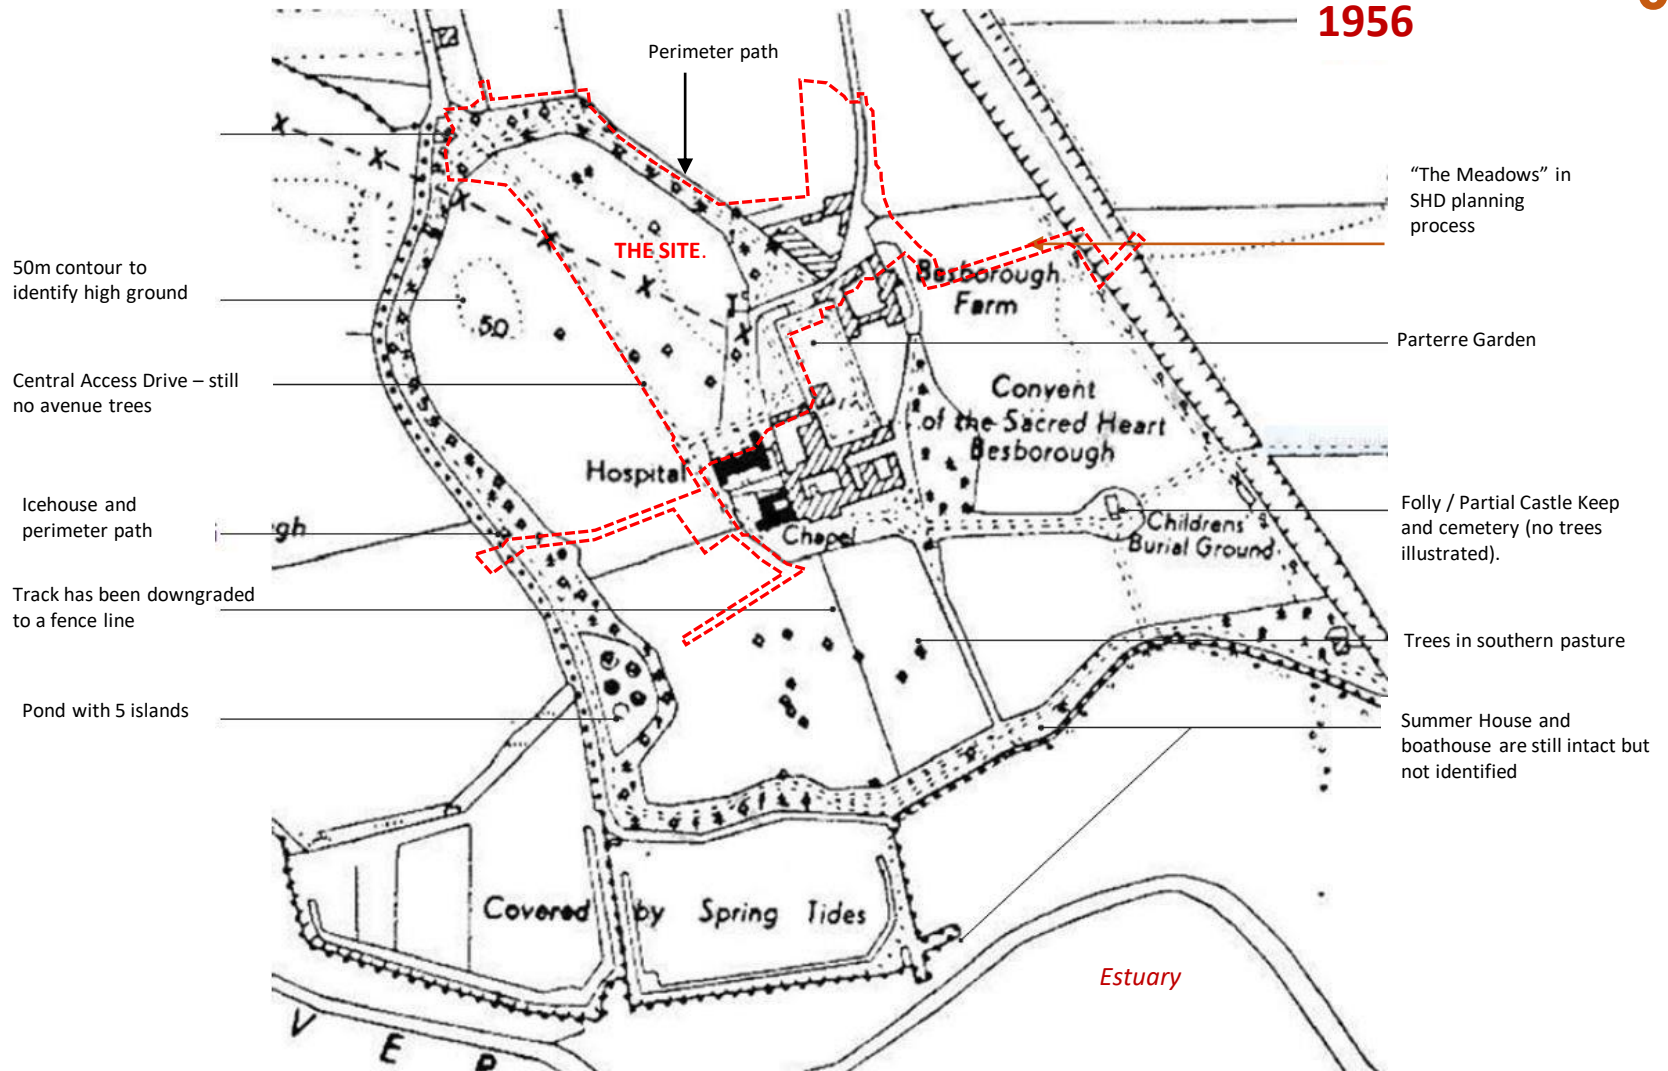 1956
Perimeter path
"The Meadows" in
SHD planning
process
THE SITE.
50m contour to
identify high ground
50
Besborough
Farm
Parterre Garden
Central Access Drive – still
no avenue trees
Convent
of the Sacred Heart
Besborough
Hospital
Icehouse and
perimeter path
gh
Chapel
Childrens'
Burial Ground
Folly / Partial Castle Keep
and cemetery (no trees
illustrated).
Track has been downgraded
to a fence line
Trees in southern pasture
Pond with 5 islands
Summer House and
boathouse are still intact but
not identified
Covered by Spring Tides
Estuary
V E R